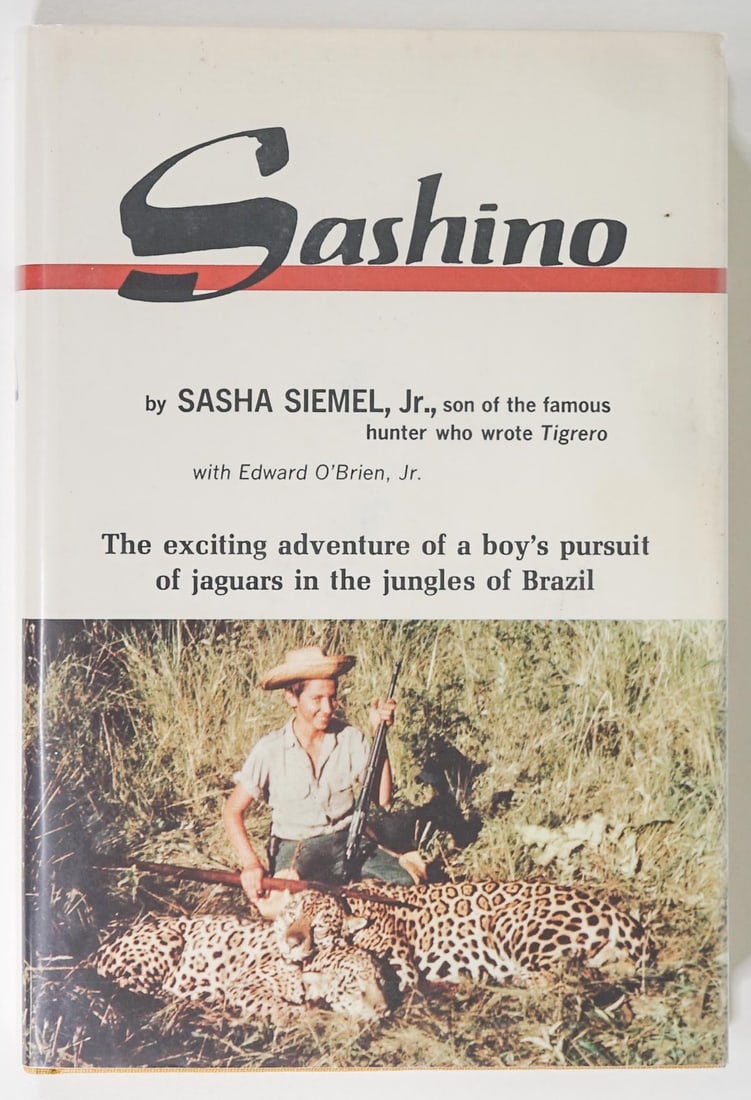 Sashino
by SASHA SIEMEL, Jr., son of the famous
hunter who wrote Tigrero
with Edward O'Brien, Jr.
The exciting adventure of a boy's pursuit
of jaguars in the jungles of Brazil